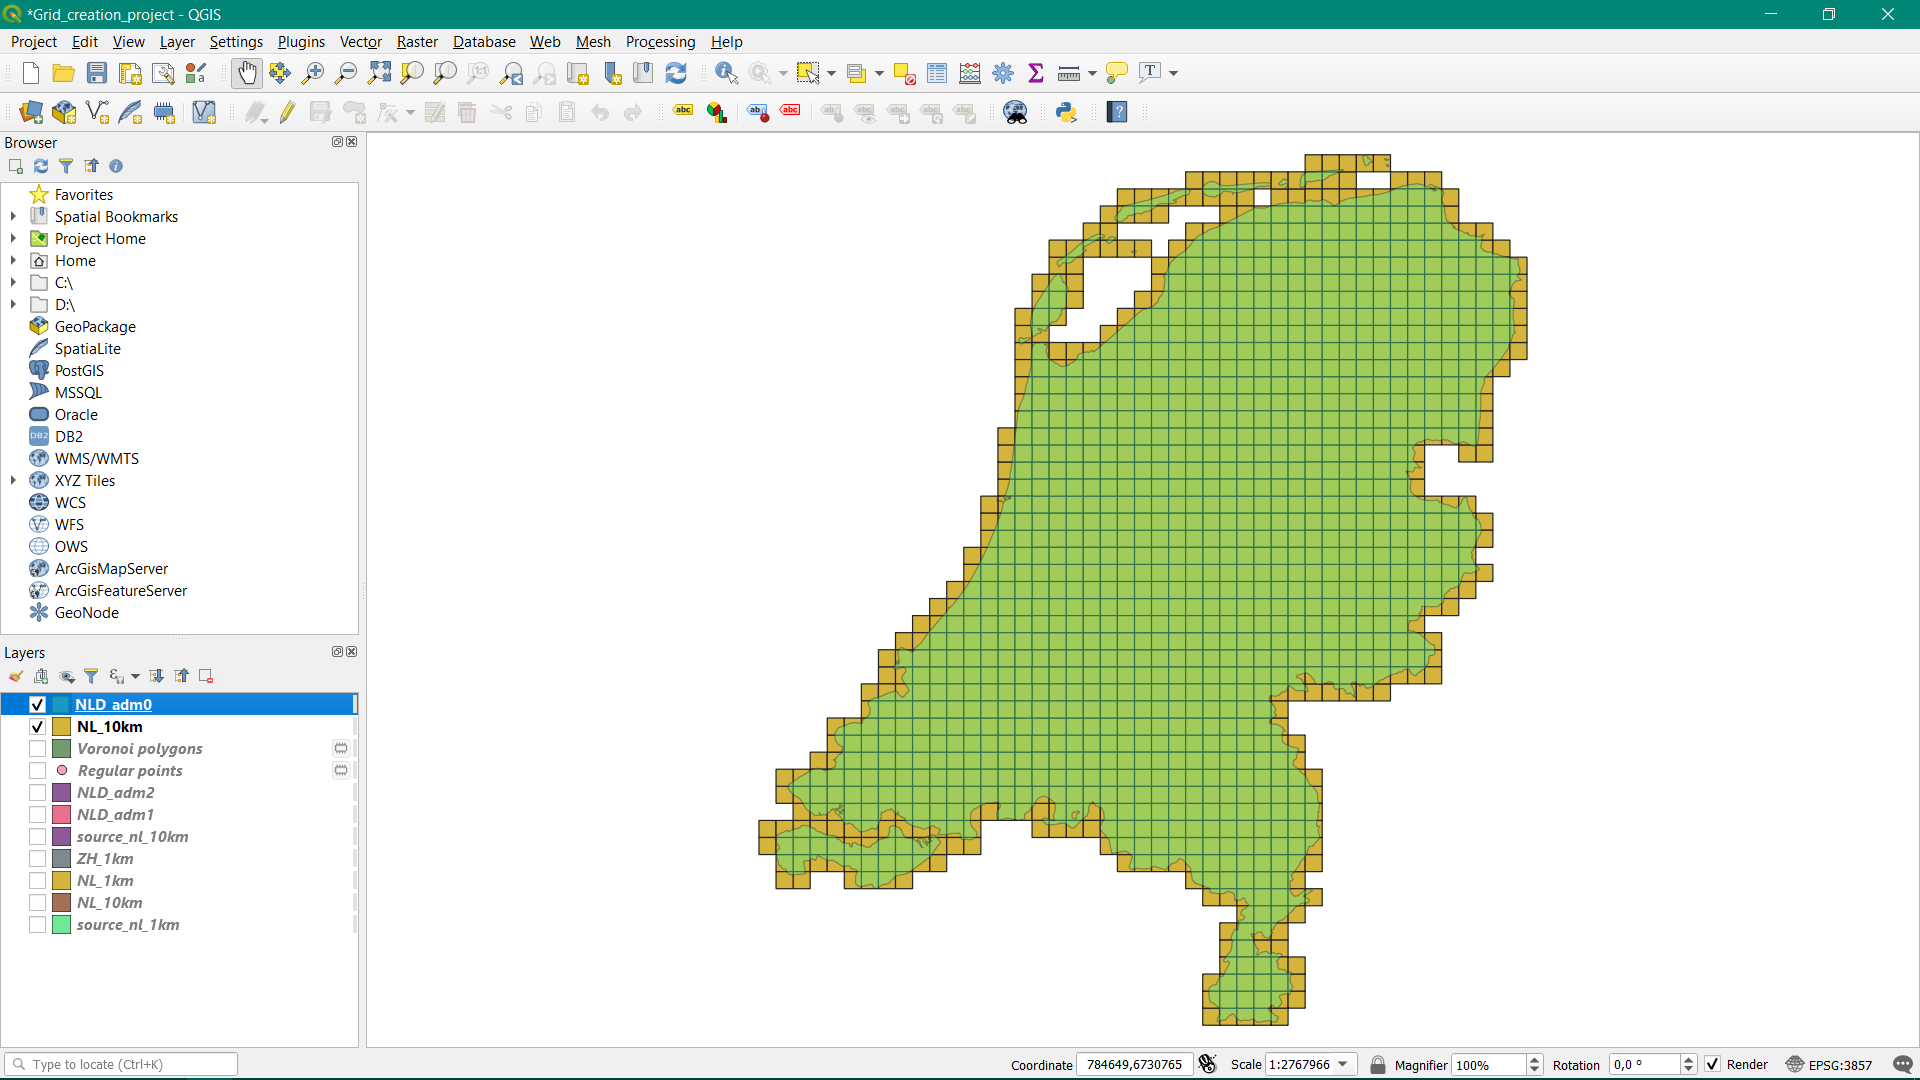 *Grid_creation_project - QGIS
Project Edit View Layer Settings Plugins Vector Raster Database Web Mesh Processing Help
Browser
Favorites
Spatial Bookmarks
Project Home
Home
C:\
D:\
GeoPackage
SpatiaLite
PostGIS
MSSQL
Oracle
DB2
WMS/WMTS
XYZ Tiles
WCS
WFS
OWS
ArcGisMapServer
ArcGisFeatureServer
GeoNode
Layers
NLD_adm0
NL_10km
Voronoi polygons
Regular points
NLD_adm2
NLD_adm1
source_nl_10km
ZH_1km
NL_1km
NL_10km
source_nl_1km
Type to locate (Ctrl+K)
Coordinate 784649,6730765 Scale 1:2767966 Magnifier 100% Rotation 0,0 ° Render EPSG:3857